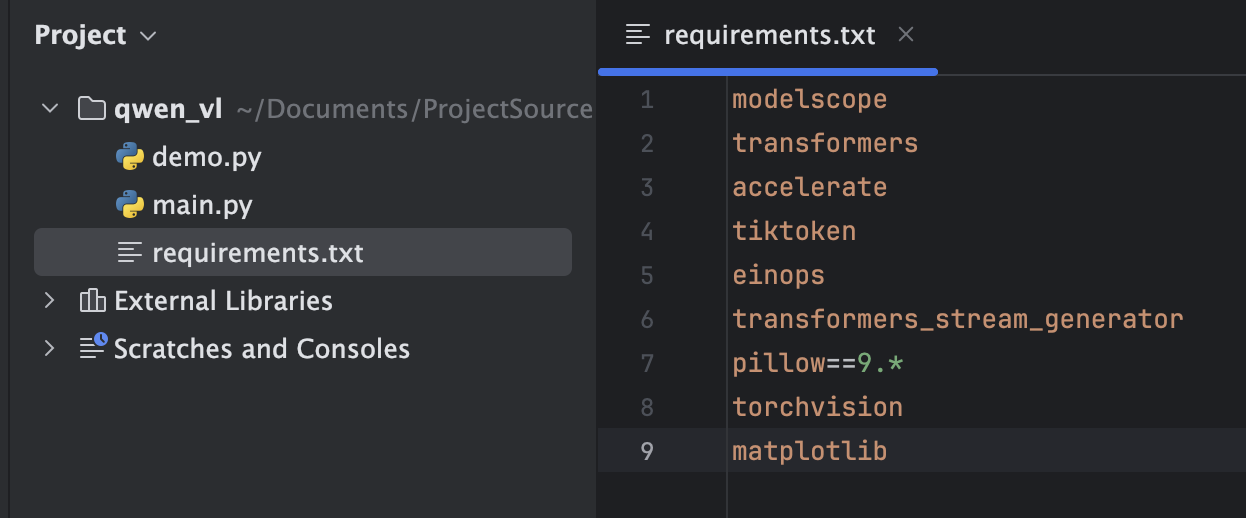 Project
qwen_vl ~/Documents/ProjectSource
demo.py
main.py
requirements.txt
External Libraries
Scratches and Consoles
requirements.txt
1 modelscope
2 transformers
3 accelerate
4 tiktoken
5 einops
6 transformers_stream_generator
7 pillow==9.*
8 torchvision
9 matplotlib